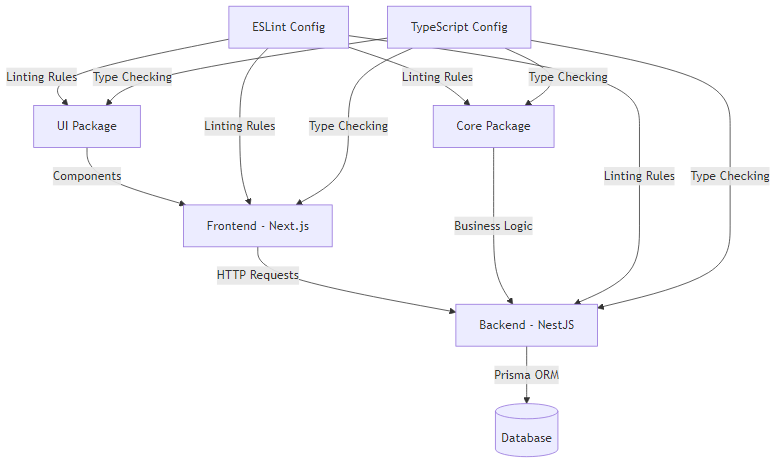 ESLint Config
TypeScript Config
Linting Rules
Type Checking
Linting Rules
Type Checking
UI Package
Linting Rules
Type Checking
Core Package
Components
Linting Rules
Type Checking
Frontend - Next.js
Business Logic
HTTP Requests
Backend - NestJS
Prisma ORM
Database